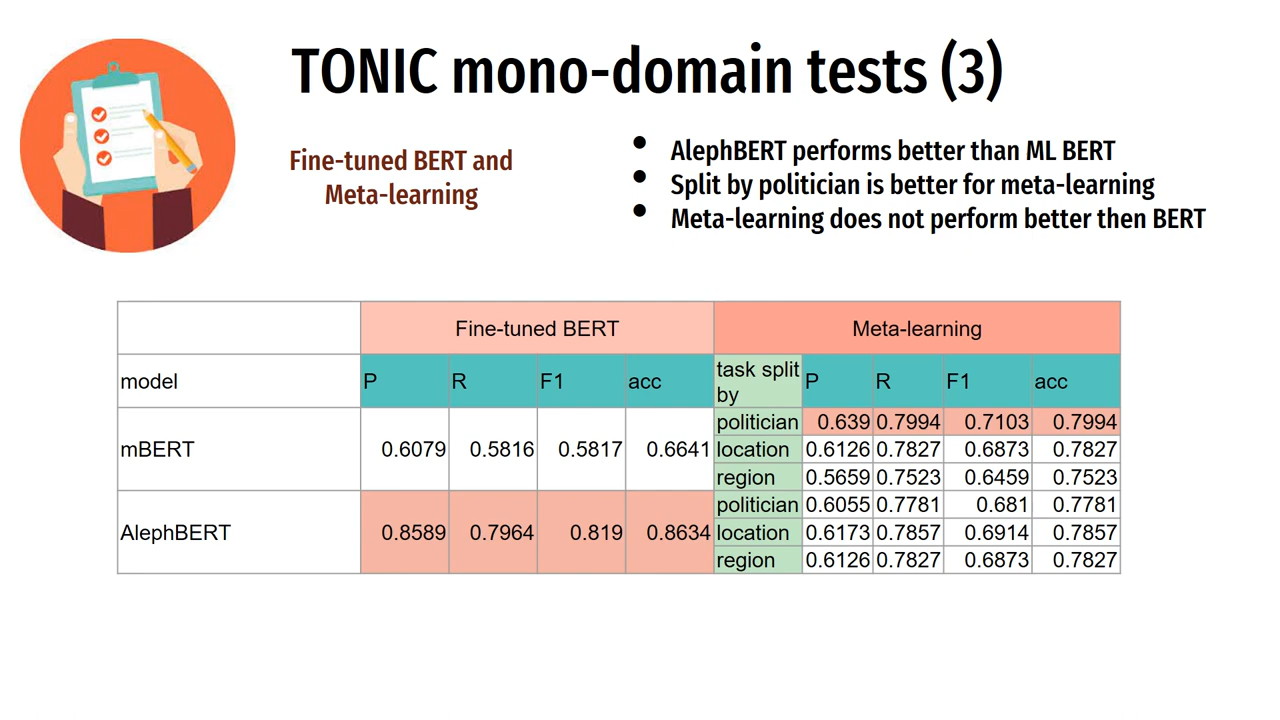 TONIC mono-domain tests (3)
Fine-tuned BERT and
Meta-learning
• AlephBERT performs better than ML BERT
• Split by politician is better for meta-learning
• Meta-learning does not perform better then BERT
Fine-tuned BERT Meta-learning
model P R F1 acc task split by P R F1 acc
mBERT 0.6079 0.5816 0.5817 0.6641 politician 0.639 0.7994 0.7103 0.7994
location 0.6126 0.7827 0.6873 0.7827
region 0.5659 0.7523 0.6459 0.7523
AlephBERT 0.8589 0.7964 0.819 0.8634 politician 0.6055 0.7781 0.681 0.7781
location 0.6173 0.7857 0.6914 0.7857
region 0.6126 0.7827 0.6873 0.7827